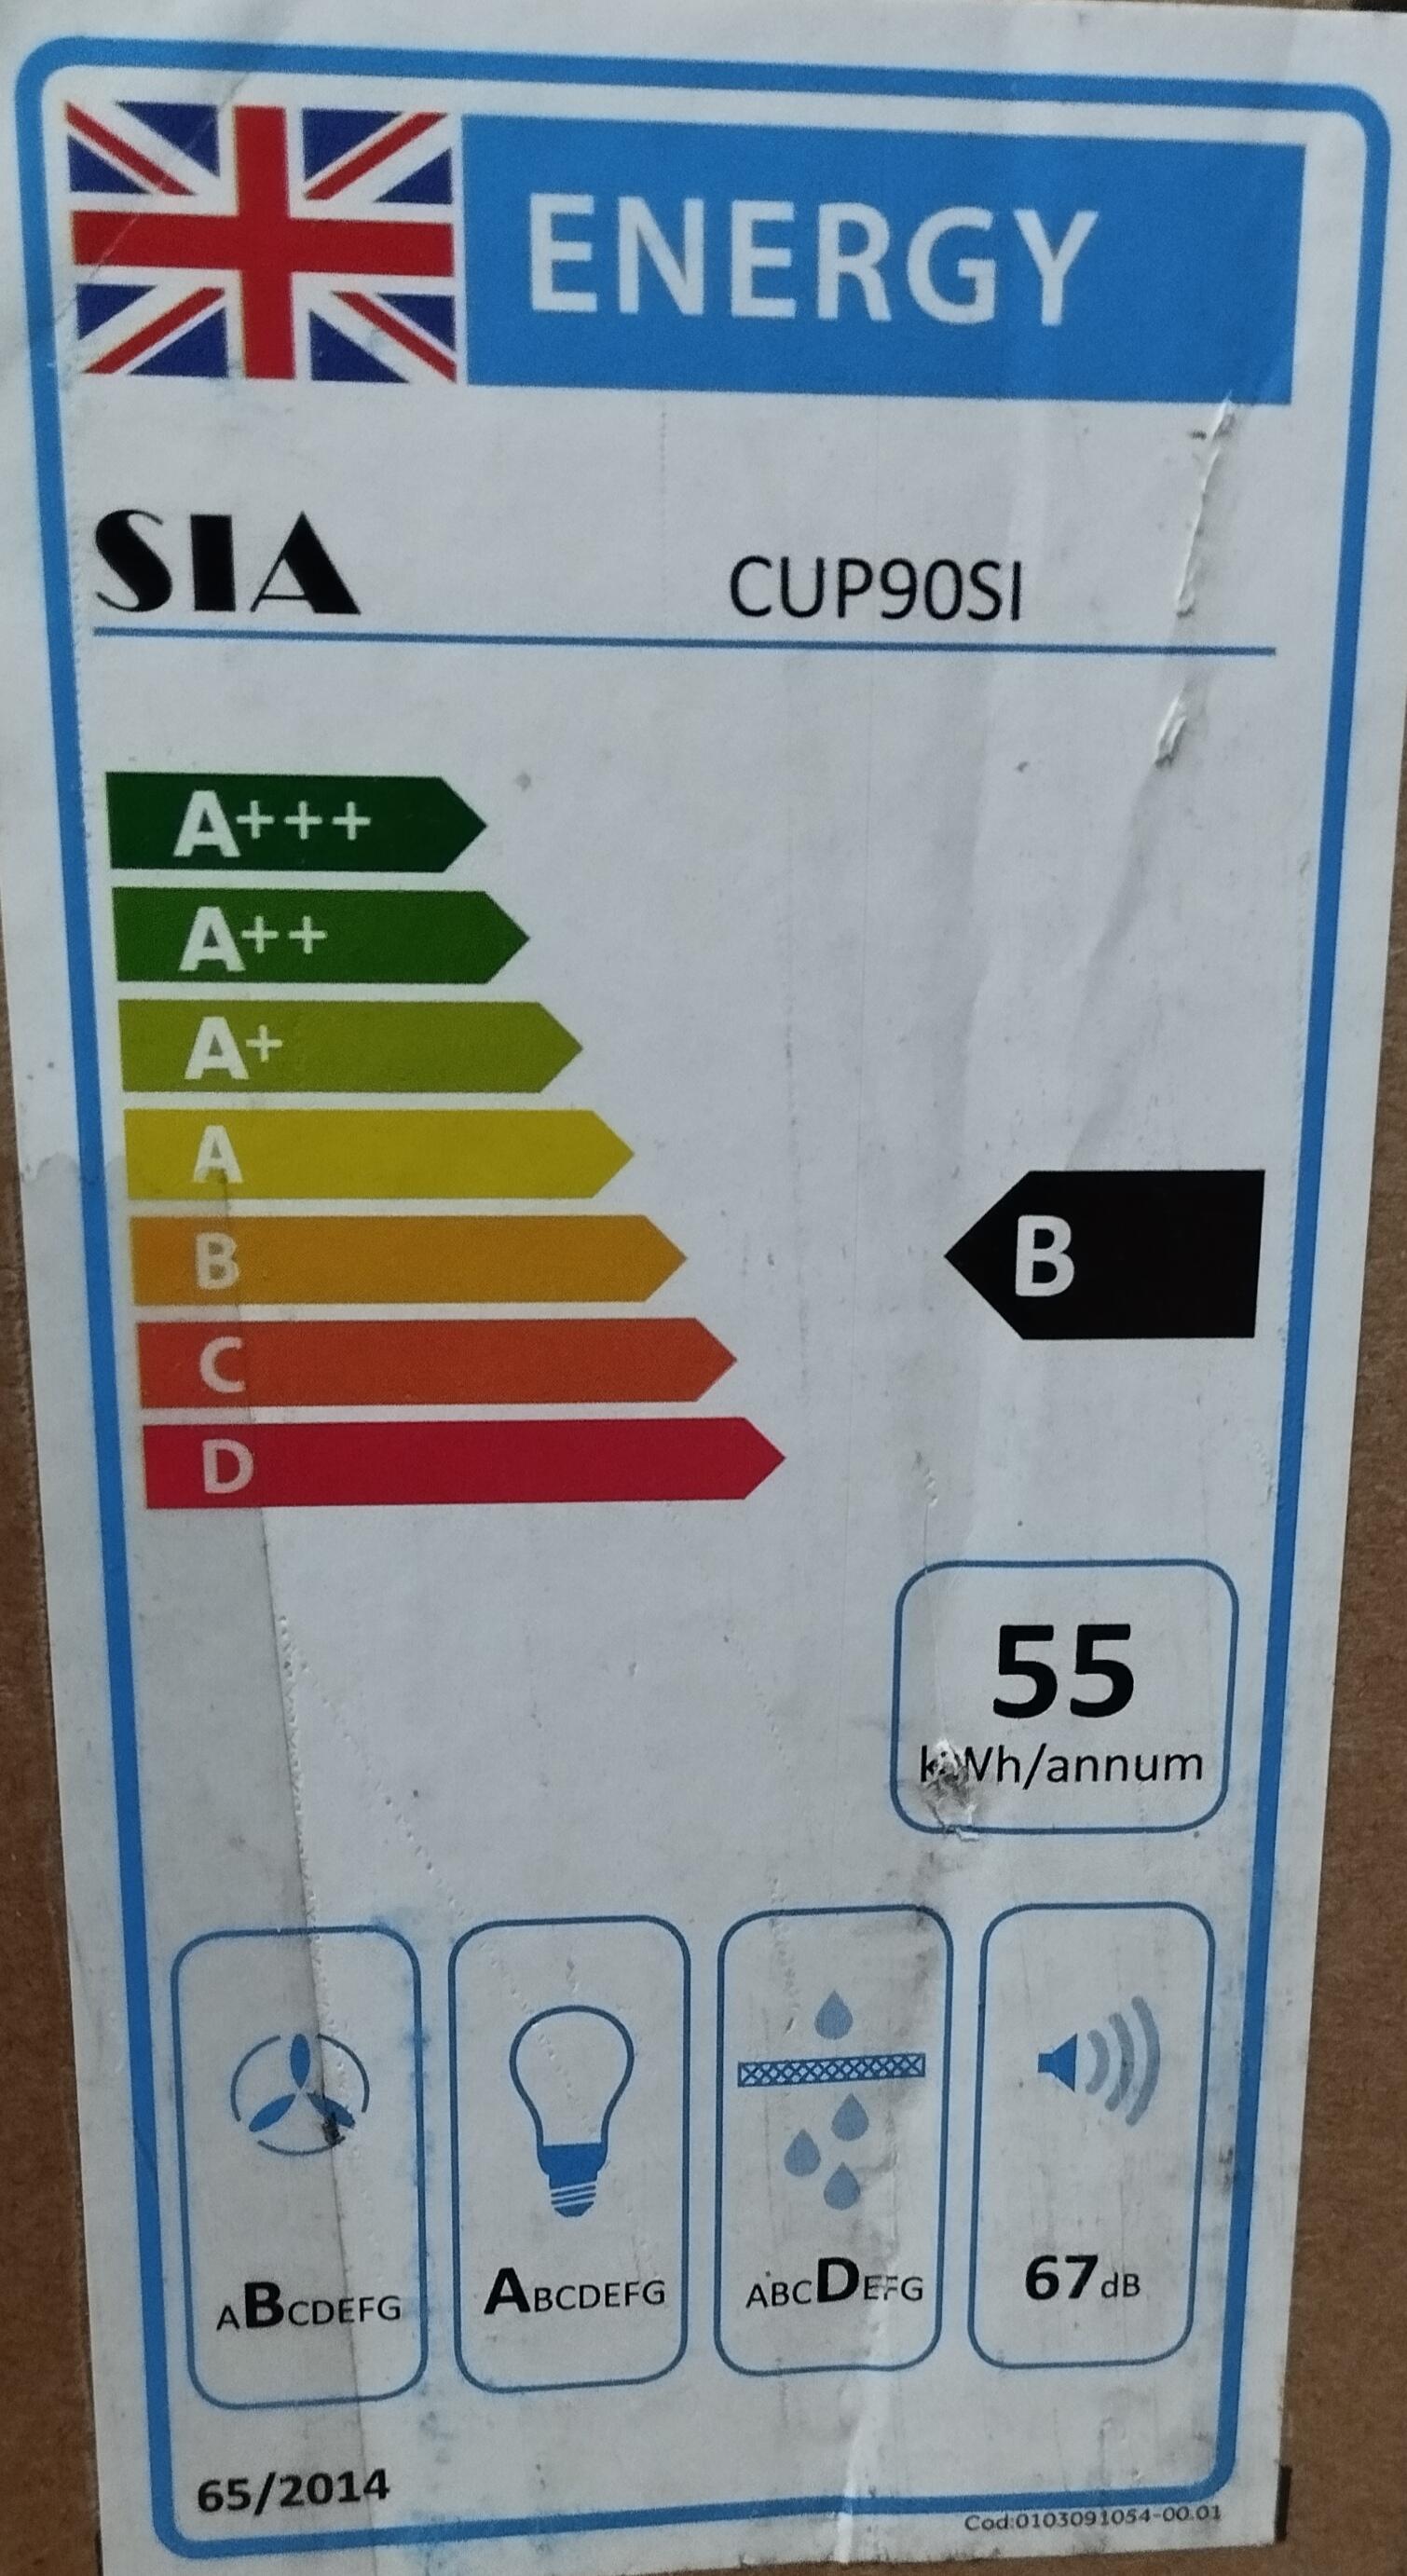 ENERGY
SIA CUP90SI
A+++
A++
A+
A
B
B
C
D
55
kWh/annum
ABCDEFG ABCDEFG ABCDEFG 67dB
65/2014
Cod:0103091054-00.01